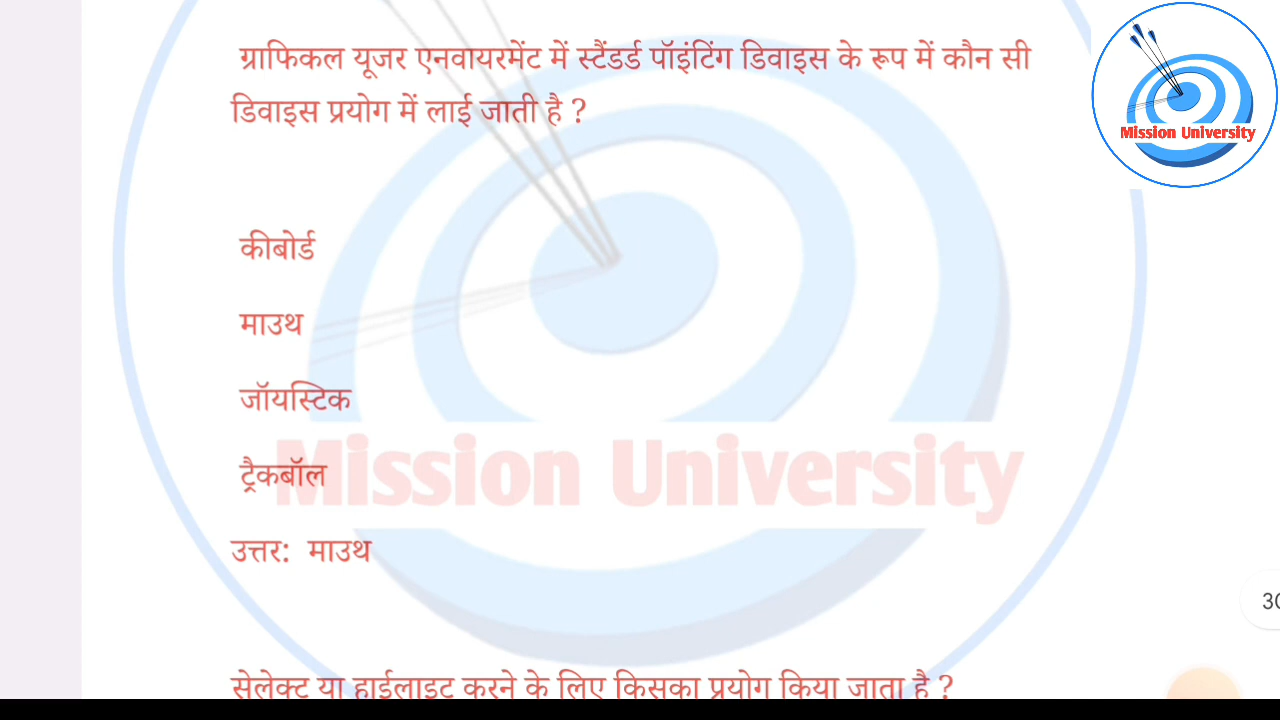 ग्राफिकल यूजर एनवायरमेंट में स्टैंडर्ड पॉइंटिंग डिवाइस के रूप में कौन सी
डिवाइस प्रयोग में लाई जाती है ?
Mission University
कीबोर्ड
माउथ
जॉयस्टिक
ट्रैकबॉल
Mission University
उत्तर: माउथ
30
सेलेक्ट या हाईलाइट करने के लिए किसका प्रयोग किया जाता है ?